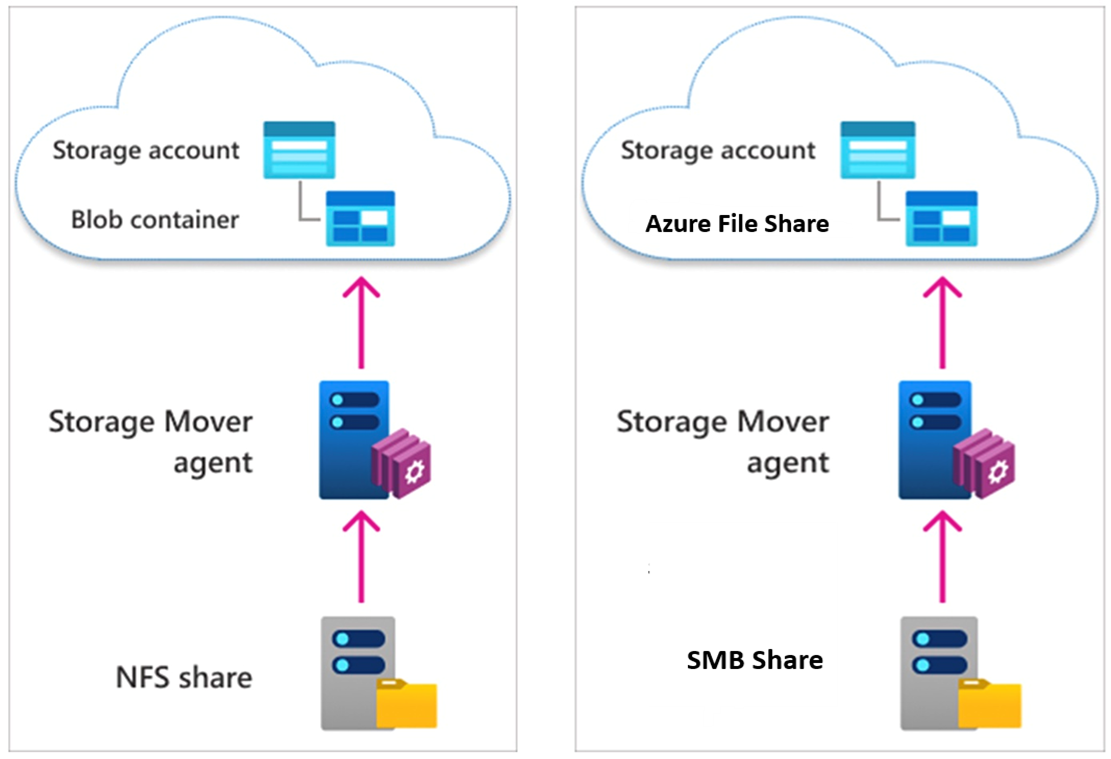 Storage account
Blob container
Storage Mover
agent
NFS share
Storage account
Azure File Share
Storage Mover
agent
SMB Share